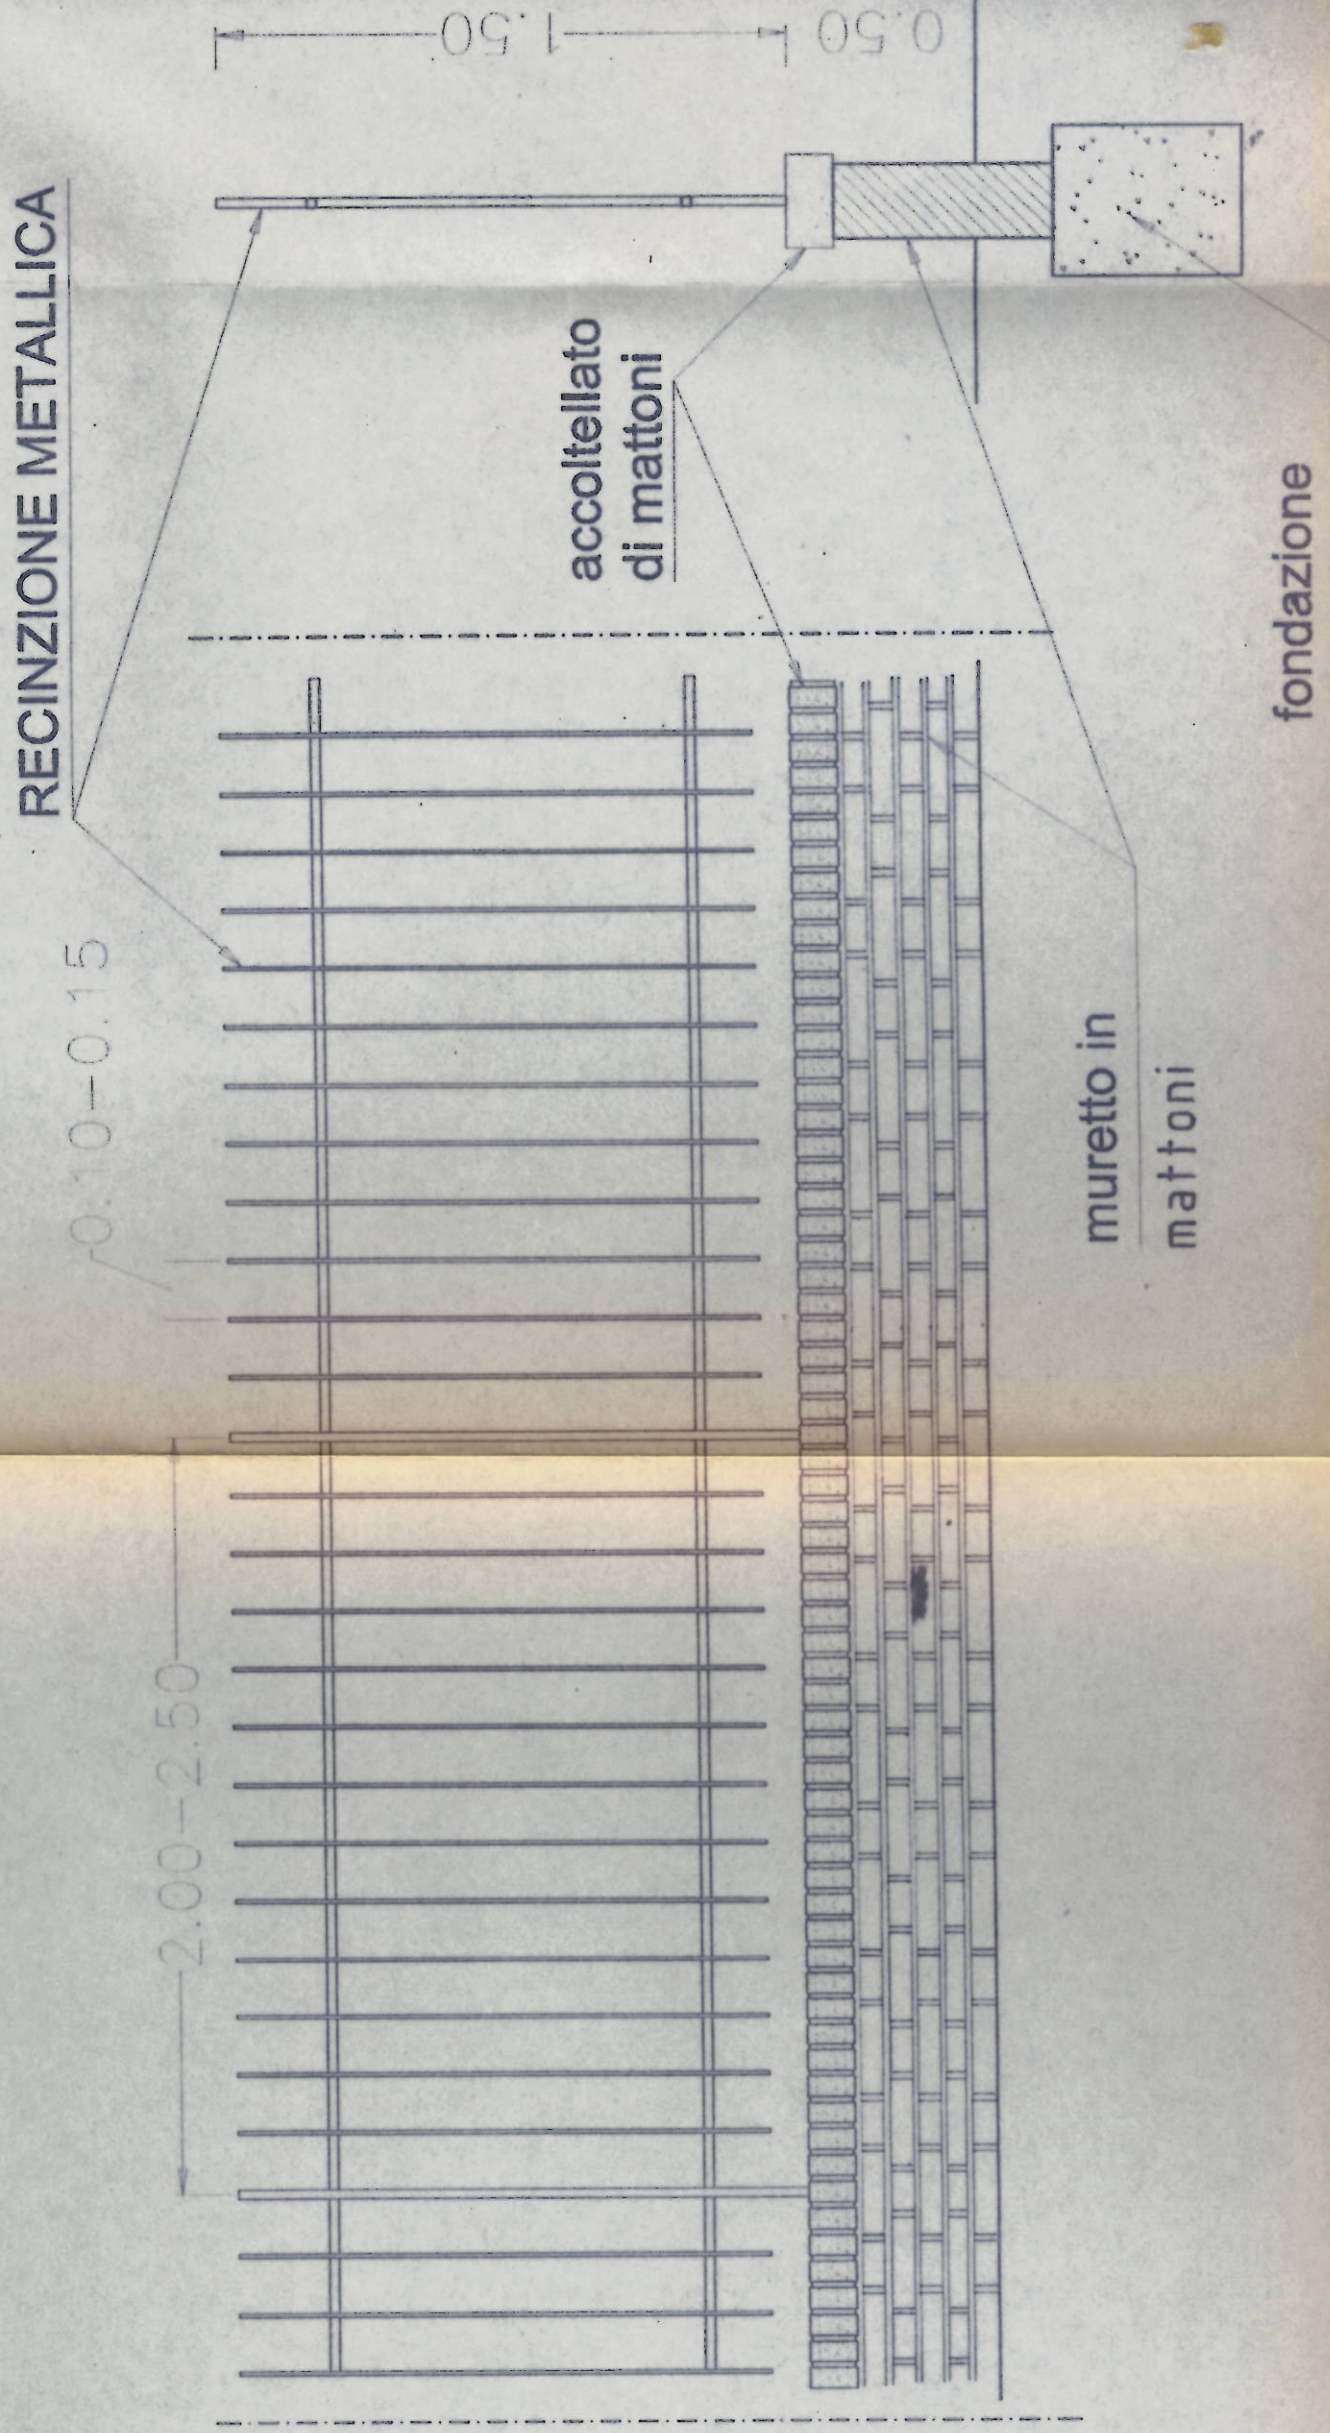 RECINZIONE METALLICA
0.10-0.15
2.00-2.50
1.50
0.50
accoltellato
di mattoni
muretto in
mattoni
fondazione